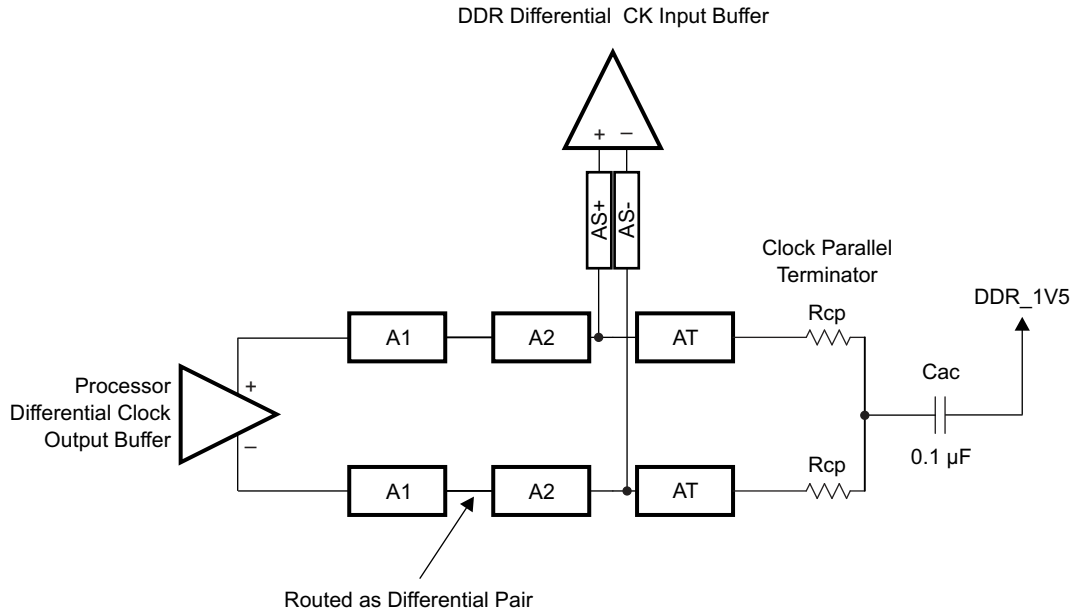 DDR Differential CK Input Buffer
+ –
AS+ AS-
Clock Parallel
Terminator
DDR_1V5
Rcp
A1 A2 AT
Cac
Processor
Differential Clock
Output Buffer
+
–
0.1 µF
Rcp
A1 A2 AT
Routed as Differential Pair